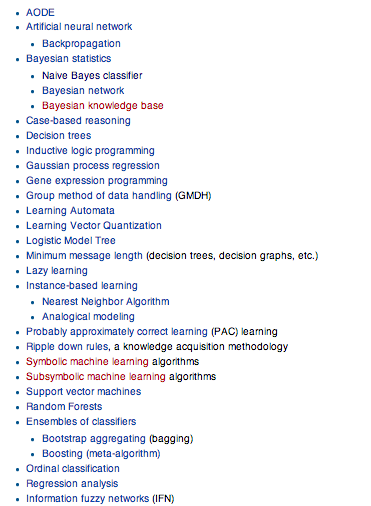 AODE
Artificial neural network
Backpropagation
Bayesian statistics
Naive Bayes classifier
Bayesian network
Bayesian knowledge base
Case-based reasoning
Decision trees
Inductive logic programming
Gaussian process regression
Gene expression programming
Group method of data handling (GMDH)
Learning Automata
Learning Vector Quantization
Logistic Model Tree
Minimum message length (decision trees, decision graphs, etc.)
Lazy learning
Instance-based learning
Nearest Neighbor Algorithm
Analogical modeling
Probably approximately correct learning (PAC) learning
Ripple down rules, a knowledge acquisition methodology
Symbolic machine learning algorithms
Subsymbolic machine learning algorithms
Support vector machines
Random Forests
Ensembles of classifiers
Bootstrap aggregating (bagging)
Boosting (meta-algorithm)
Ordinal classification
Regression analysis
Information fuzzy networks (IFN)